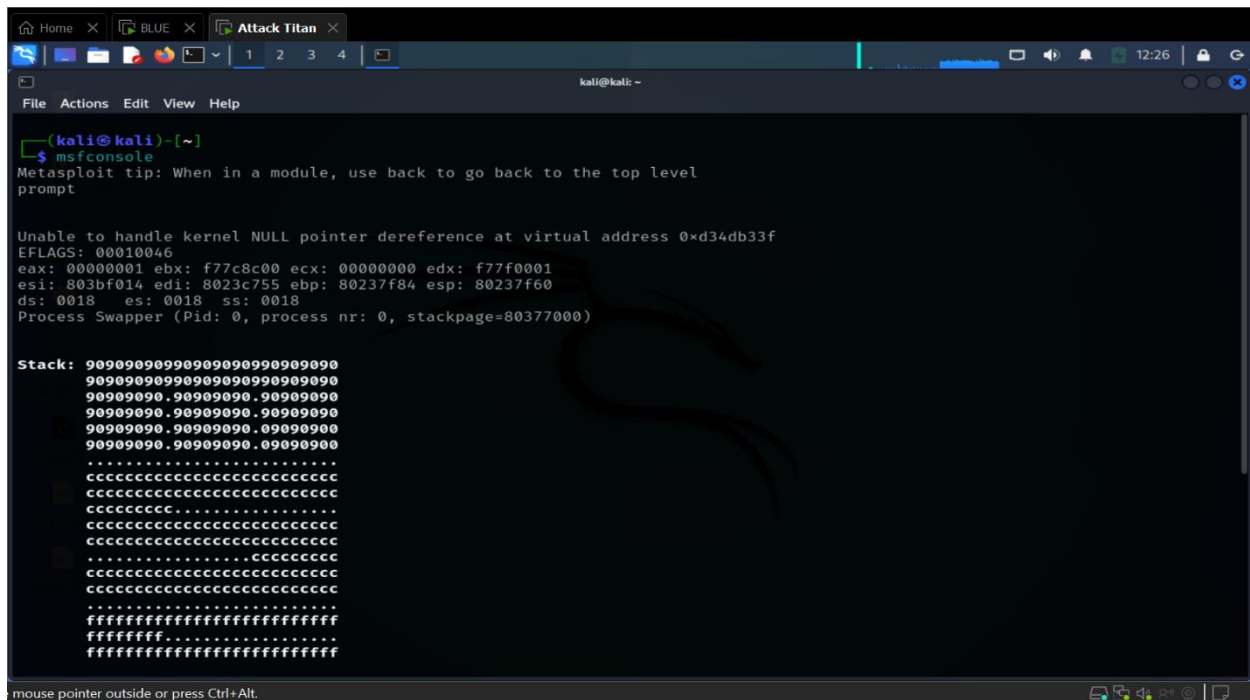 Home × BLUE × Attack Titan ×
1 2 3 4 12:26
kali@kali: ~
File Actions Edit View Help
(kali㉿kali)-[~]
$ msfconsole
Metasploit tip: When in a module, use back to go back to the top level
prompt
Unable to handle kernel NULL pointer dereference at virtual address 0×d34db33f
EFLAGS: 00010046
eax: 00000001 ebx: f77c8c00 ecx: 00000000 edx: f77f0001
esi: 803bf014 edi: 8023c755 ebp: 80237f84 esp: 80237f60
ds: 0018 es: 0018 ss: 0018
Process Swapper (Pid: 0, process nr: 0, stackpage=80377000)
Stack: 90909090990909090990909090
90909090990909090990909090
90909090.90909090.90909090
90909090.90909090.90909090
90909090.90909090.09090900
90909090.90909090.09090900
..........................
cccccccccccccccccccccccccc
cccccccccccccccccccccccccc
ccccccccc.................
cccccccccccccccccccccccccc
cccccccccccccccccccccccccc
.................ccccccccc
cccccccccccccccccccccccccc
cccccccccccccccccccccccccc
..........................
ffffffffffffffffffffffffff
ffffffff..................
ffffffffffffffffffffffffff
mouse pointer outside or press Ctrl+Alt.